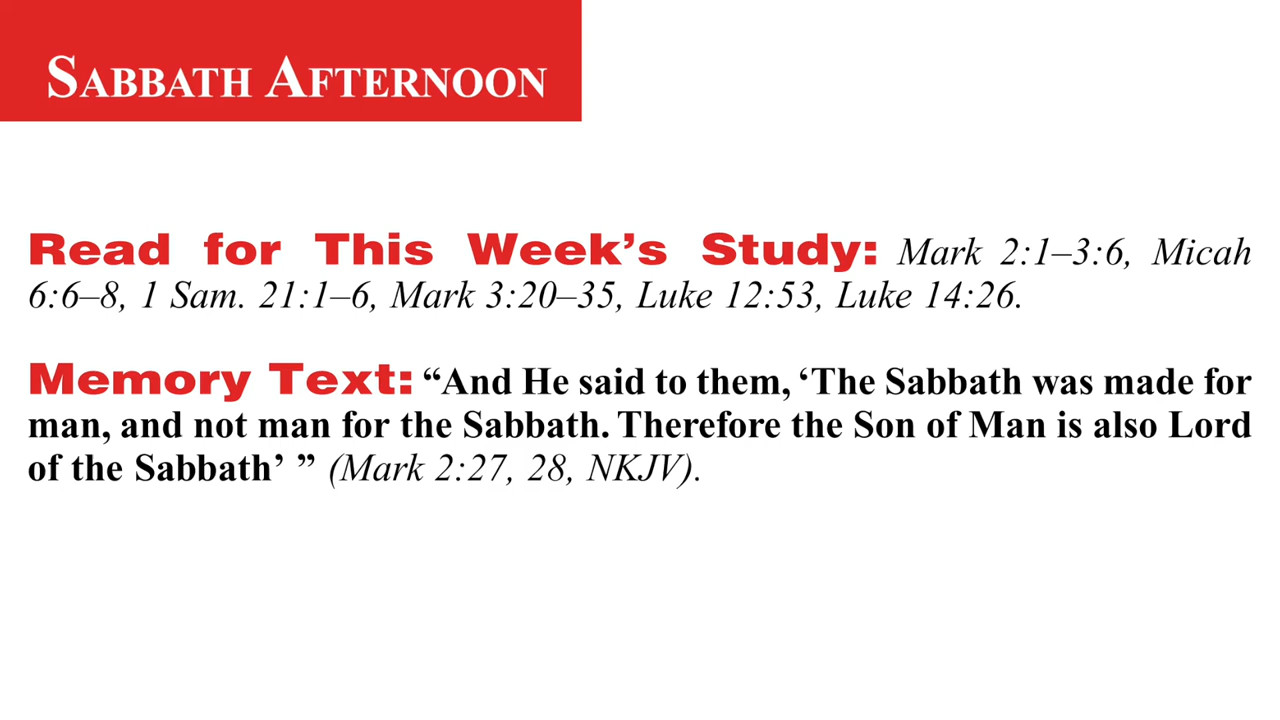 SABBATH AFTERNOON
Read for This Week’s Study: Mark 2:1–3:6, Micah
6:6–8, 1 Sam. 21:1–6, Mark 3:20–35, Luke 12:53, Luke 14:26.
Memory Text: “And He said to them, ‘The Sabbath was made for
man, and not man for the Sabbath. Therefore the Son of Man is also Lord
of the Sabbath’ ” (Mark 2:27, 28, NKJV).